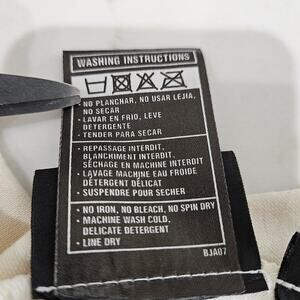 WASHING INSTRUCTIONS
NO PLANCHAR, NO USAR LEJIA,
NO SECAR
• LAVAR EN FRIO, LEVE
DETERGENTE
• TENDER PARA SECAR
• REPASSAGE INTERDIT,
BLANCHIMENT INTERDIT,
SÉCHAGE EN MACHINE INTERDIT
• LAVAGE MACHINE EAU FROIDE
DÉTERGENT DÉLICAT
• SUSPENDRE POUR SECHER
• NO IRON, NO BLEACH, NO SPIN DRY
• MACHINE WASH COLD,
DELICATE DETERGENT
• LINE DRY
BJA07